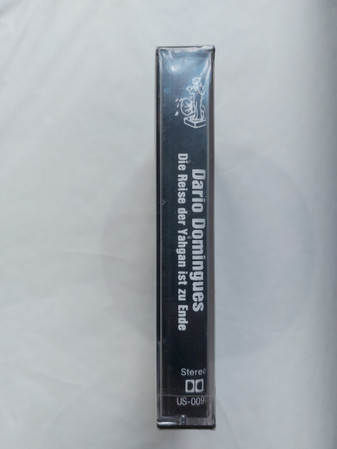 Dario Domingues
Die Reise der Yahgan ist zu Ende
Stereo